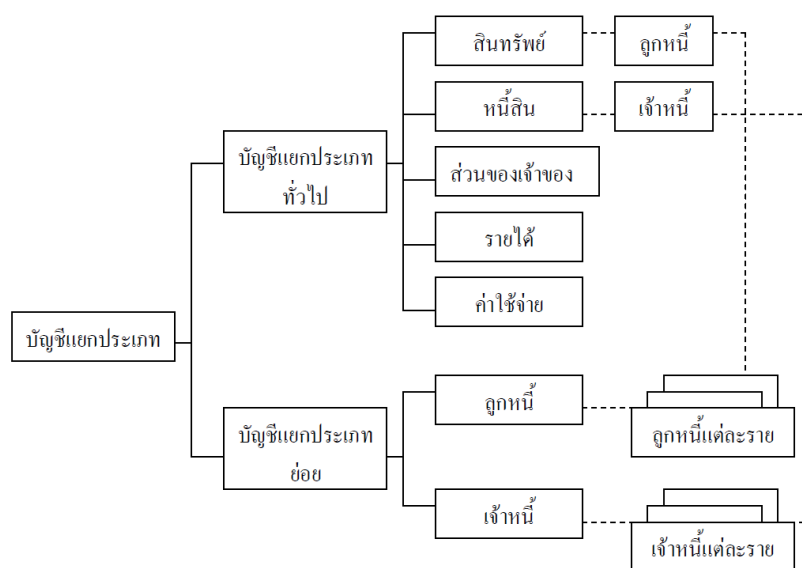 สินทรัพย์
ลูกหนี้
หนี้สิน
เจ้าหนี้
บัญชีแยกประเภท
ทั่วไป
ส่วนของเจ้าของ
รายได้
ค่าใช้จ่าย
บัญชีแยกประเภท
ลูกหนี้
บัญชีแยกประเภท
ย่อย
ลูกหนี้แต่ละราย
เจ้าหนี้
เจ้าหนี้แต่ละราย